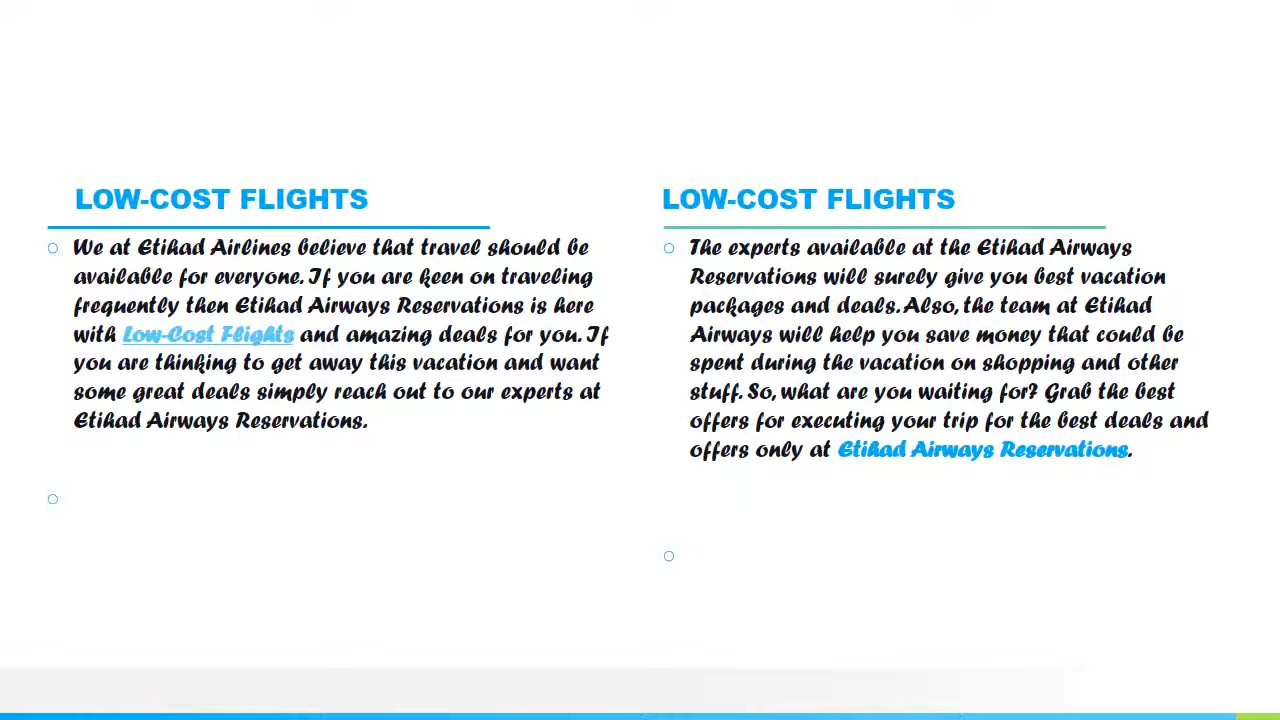 LOW-COST FLIGHTS
We at Etihad Airlines believe that travel should be
available for everyone. If you are keen on traveling
frequently then Etihad Airways Reservations is here
with Low-Cost Flights and amazing deals for you. If
you are thinking to get away this vacation and want
some great deals simply reach out to our experts at
Etihad Airways Reservations.
LOW-COST FLIGHTS
The experts available at the Etihad Airways
Reservations will surely give you best vacation
packages and deals. Also, the team at Etihad
Airways will help you save money that could be
spent during the vacation on shopping and other
stuff. So, what are you waiting for? Grab the best
offers for executing your trip for the best deals and
offers only at Etihad Airways Reservations.